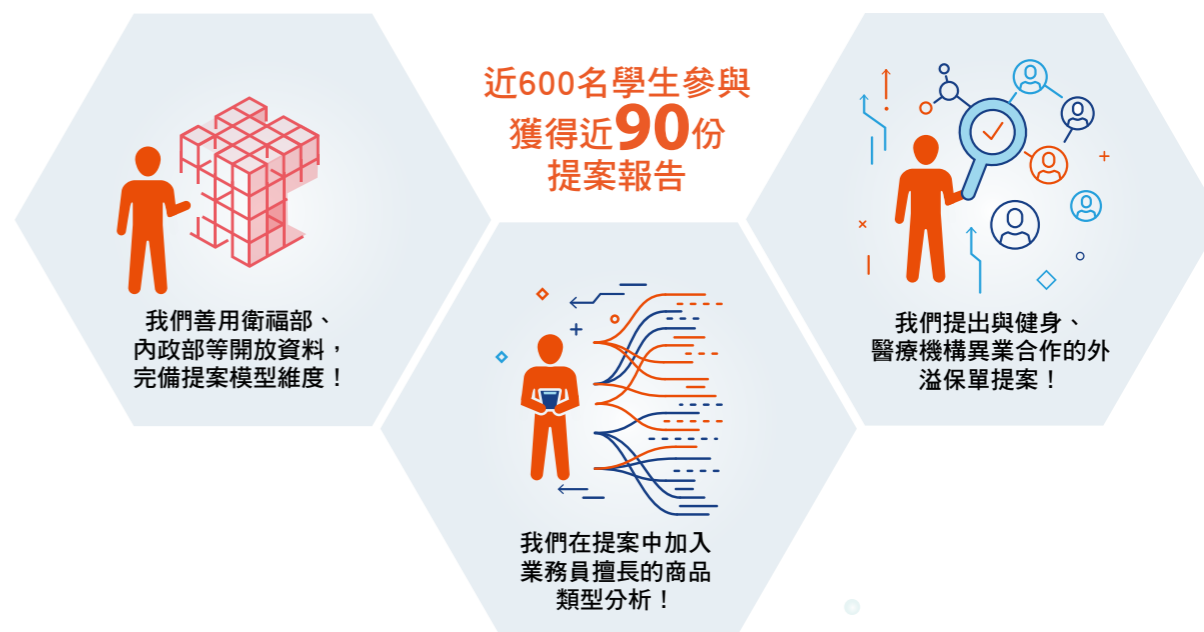 近600名學生參與
獲得近90份
提案報告
我們善用衛福部、
內政部等開放資料，
完備提案模型維度！
我們在提案中加入
業務員擅長的商品
類型分析！
我們提出與健身、
醫療機構異業合作的外
溢保單提案！